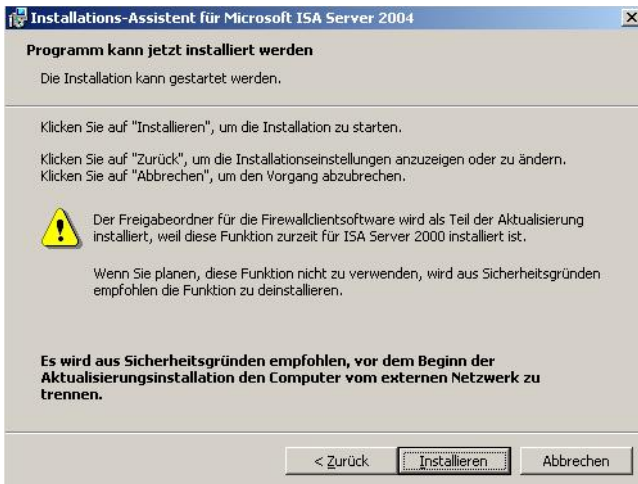 Installations-Assistent für Microsoft ISA Server 2004
Programm kann jetzt installiert werden
Die Installation kann gestartet werden.
Klicken Sie auf "Installieren", um die Installation zu starten.
Klicken Sie auf "Zurück", um die Installationseinstellungen anzuzeigen oder zu ändern.
Klicken Sie auf "Abbrechen", um den Vorgang abzubrechen.
Der Freigabeordner für die Firewallclientsoftware wird als Teil der Aktualisierung
installiert, weil diese Funktion zurzeit für ISA Server 2000 installiert ist.
Wenn Sie planen, diese Funktion nicht zu verwenden, wird aus Sicherheitsgründen
empfohlen die Funktion zu deinstallieren.
Es wird aus Sicherheitsgründen empfohlen, vor dem Beginn der
Aktualisierungsinstallation den Computer vom externen Netzwerk zu
trennen.
< Zurück Installieren Abbrechen